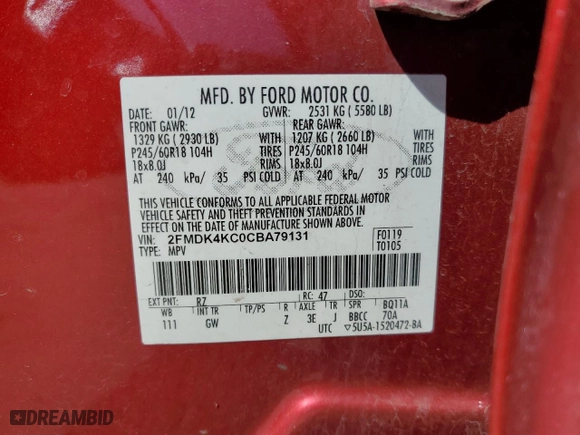 MFD. BY FORD MOTOR CO.
DATE: 01/12 GVWR: 2531 KG ( 5580 LB)
FRONT GAWR: REAR GAWR:
1329 KG ( 2930 LB) WITH 1207 KG ( 2660 LB) WITH
P245/60R18 104H TIRES P245/60R18 104H TIRES
18x8.0J RIMS 18x8.0J RIMS
AT 240 kPa/ 35 PSI COLD AT 240 kPa/ 35 PSI COLD
THIS VEHICLE CONFORMS TO ALL APPLICABLE FEDERAL MOTOR
VEHICLE SAFETY AND THEFT PREVENTION STANDARDS IN
EFFECT ON THE DATE OF MANUFACTURE SHOWN ABOVE.
VIN: 2FMDK4KC0CBA79131 F0119
TYPE: MPV T0105
EXT PNT: RZ RC: 47 DSO:
WB INT TR TP/PS R AXLE TR SPR BQ11A
111 GW Z 3E J BBCC 70A
UTC ▽5U5A-1520472-BA
DREAMBID